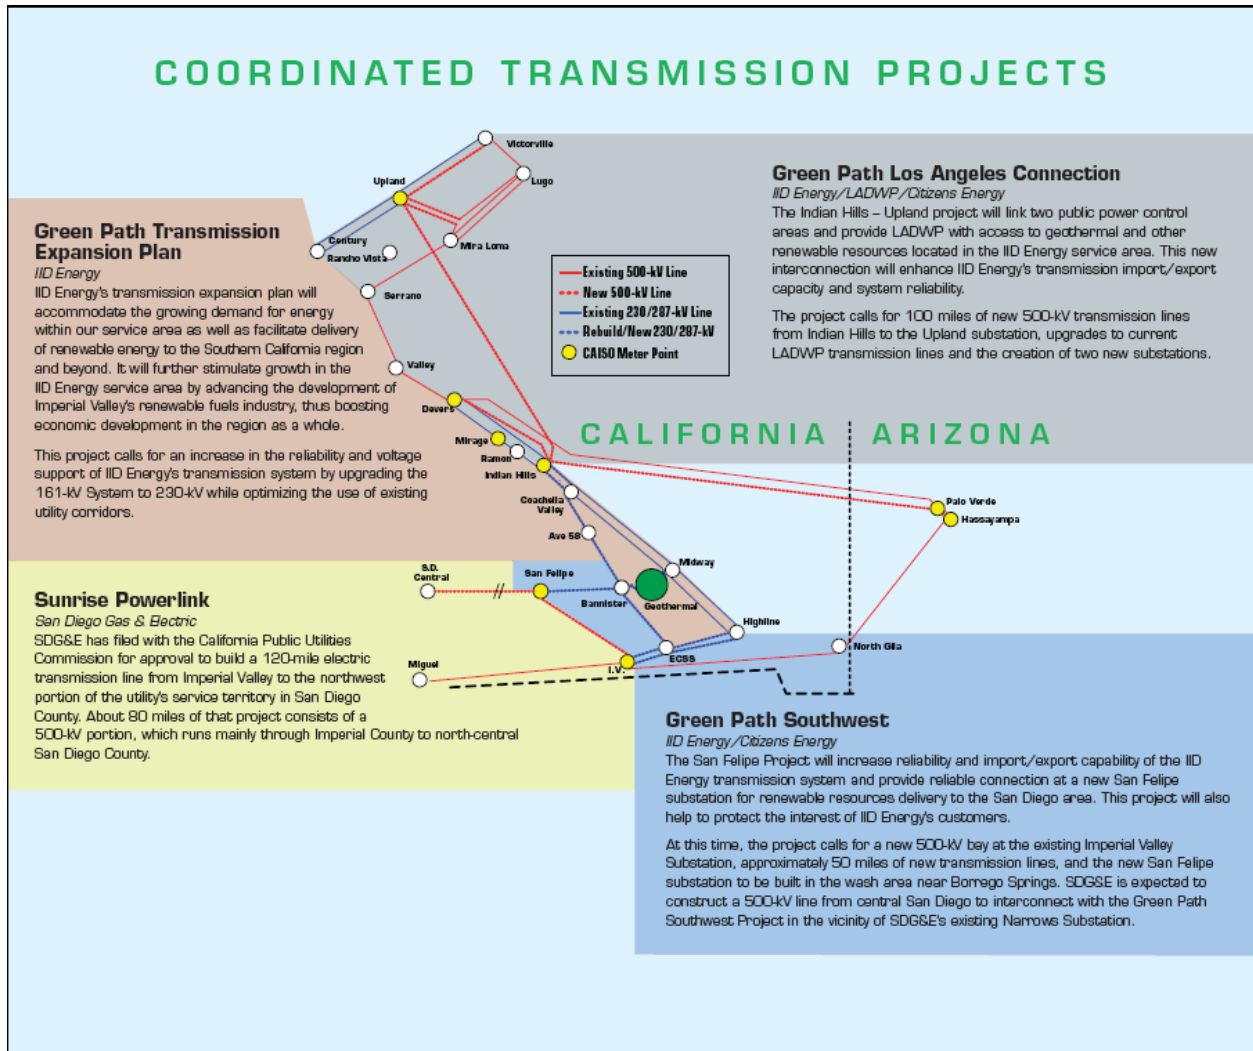 COORDINATED TRANSMISSION PROJECTS
Victorville
Upland
Lugo
Century
Rancho Vista
Mira Loma
Serrano
Valley
Devers
Mirage
Ramon
Indian Hills
Coachella
Valley
Ave 58
Midway
S.D.
Central
San Felipe
Bannister
Geothermal
Highline
ECSS
I.V.
Miguel
North Gila
Palo Verde
Hassayampa
CALIFORNIA
ARIZONA
Existing 500-kV Line
New 500-kV Line
Existing 230/287-kV Line
Rebuild/New 230/287-kV
CAISO Meter Point
Green Path Transmission
Expansion Plan
IID Energy
IID Energy's transmission expansion plan will
accommodate the growing demand for energy
within our service area as well as facilitate delivery
of renewable energy to the Southern California region
and beyond. It will further stimulate growth in the
IID Energy service area by advancing the development of
Imperial Valley's renewable fuels industry, thus boosting
economic development in the region as a whole.
This project calls for an increase in the reliability and voltage
support of IID Energy's transmission system by upgrading the
161-kV System to 230-kV while optimizing the use of existing
utility corridors.
Green Path Los Angeles Connection
IID Energy/LADWP/Citizens Energy
The Indian Hills – Upland project will link two public power control
areas and provide LADWP with access to geothermal and other
renewable resources located in the IID Energy service area. This new
interconnection will enhance IID Energy's transmission import/export
capacity and system reliability.
The project calls for 100 miles of new 500-kV transmission lines
from Indian Hills to the Upland substation, upgrades to current
LADWP transmission lines and the creation of two new substations.
Sunrise Powerlink
San Diego Gas & Electric
SDG&E has filed with the California Public Utilities
Commission for approval to build a 120-mile electric
transmission line from Imperial Valley to the northwest
portion of the utility's service territory in San Diego
County. About 80 miles of that project consists of a
500-kV portion, which runs mainly through Imperial County to north-central
San Diego County.
Green Path Southwest
IID Energy/Citizens Energy
The San Felipe Project will increase reliability and import/export capability of the IID
Energy transmission system and provide reliable connection at a new San Felipe
substation for renewable resources delivery to the San Diego area. This project will also
help to protect the interest of IID Energy's customers.
At this time, the project calls for a new 500-kV bay at the existing Imperial Valley
Substation, approximately 50 miles of new transmission lines, and the new San Felipe
substation to be built in the wash area near Borrego Springs. SDG&E is expected to
construct a 500-kV line from central San Diego to interconnect with the Green Path
Southwest Project in the vicinity of SDG&E's existing Narrows Substation.